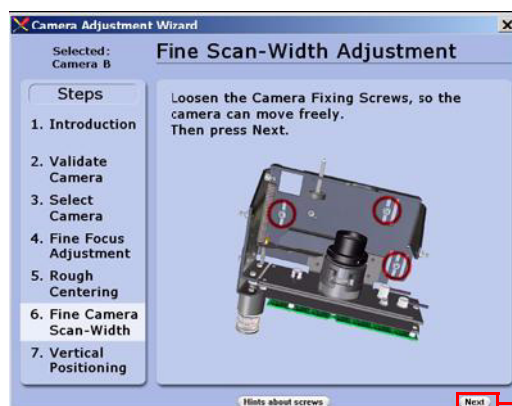 Camera Adjustment Wizard
Selected:
Camera B
Fine Scan-Width Adjustment
Steps
1. Introduction
2. Validate
Camera
3. Select
Camera
4. Fine Focus
Adjustment
5. Rough
Centering
6. Fine Camera
Scan-Width
7. Vertical
Positioning
Loosen the Camera Fixing Screws, so the
camera can move freely.
Then press Next.
Hints about screws
Next